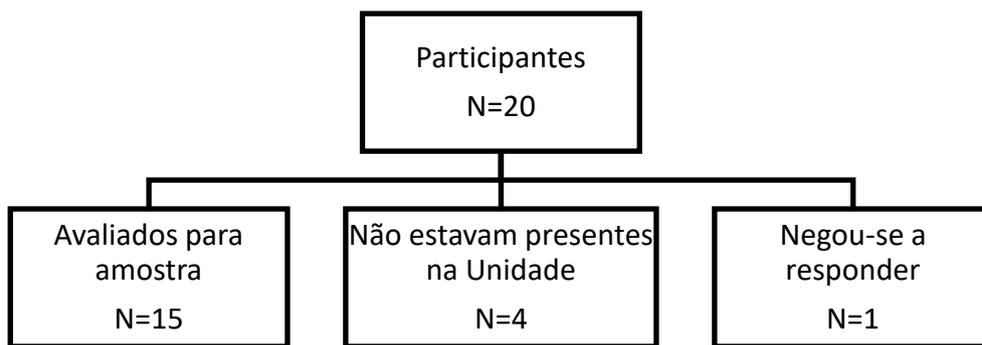 Participantes
N=20
Avaliados para
amostra
N=15
Não estavam presentes
na Unidade
N=4
Negou-se a
responder
N=1